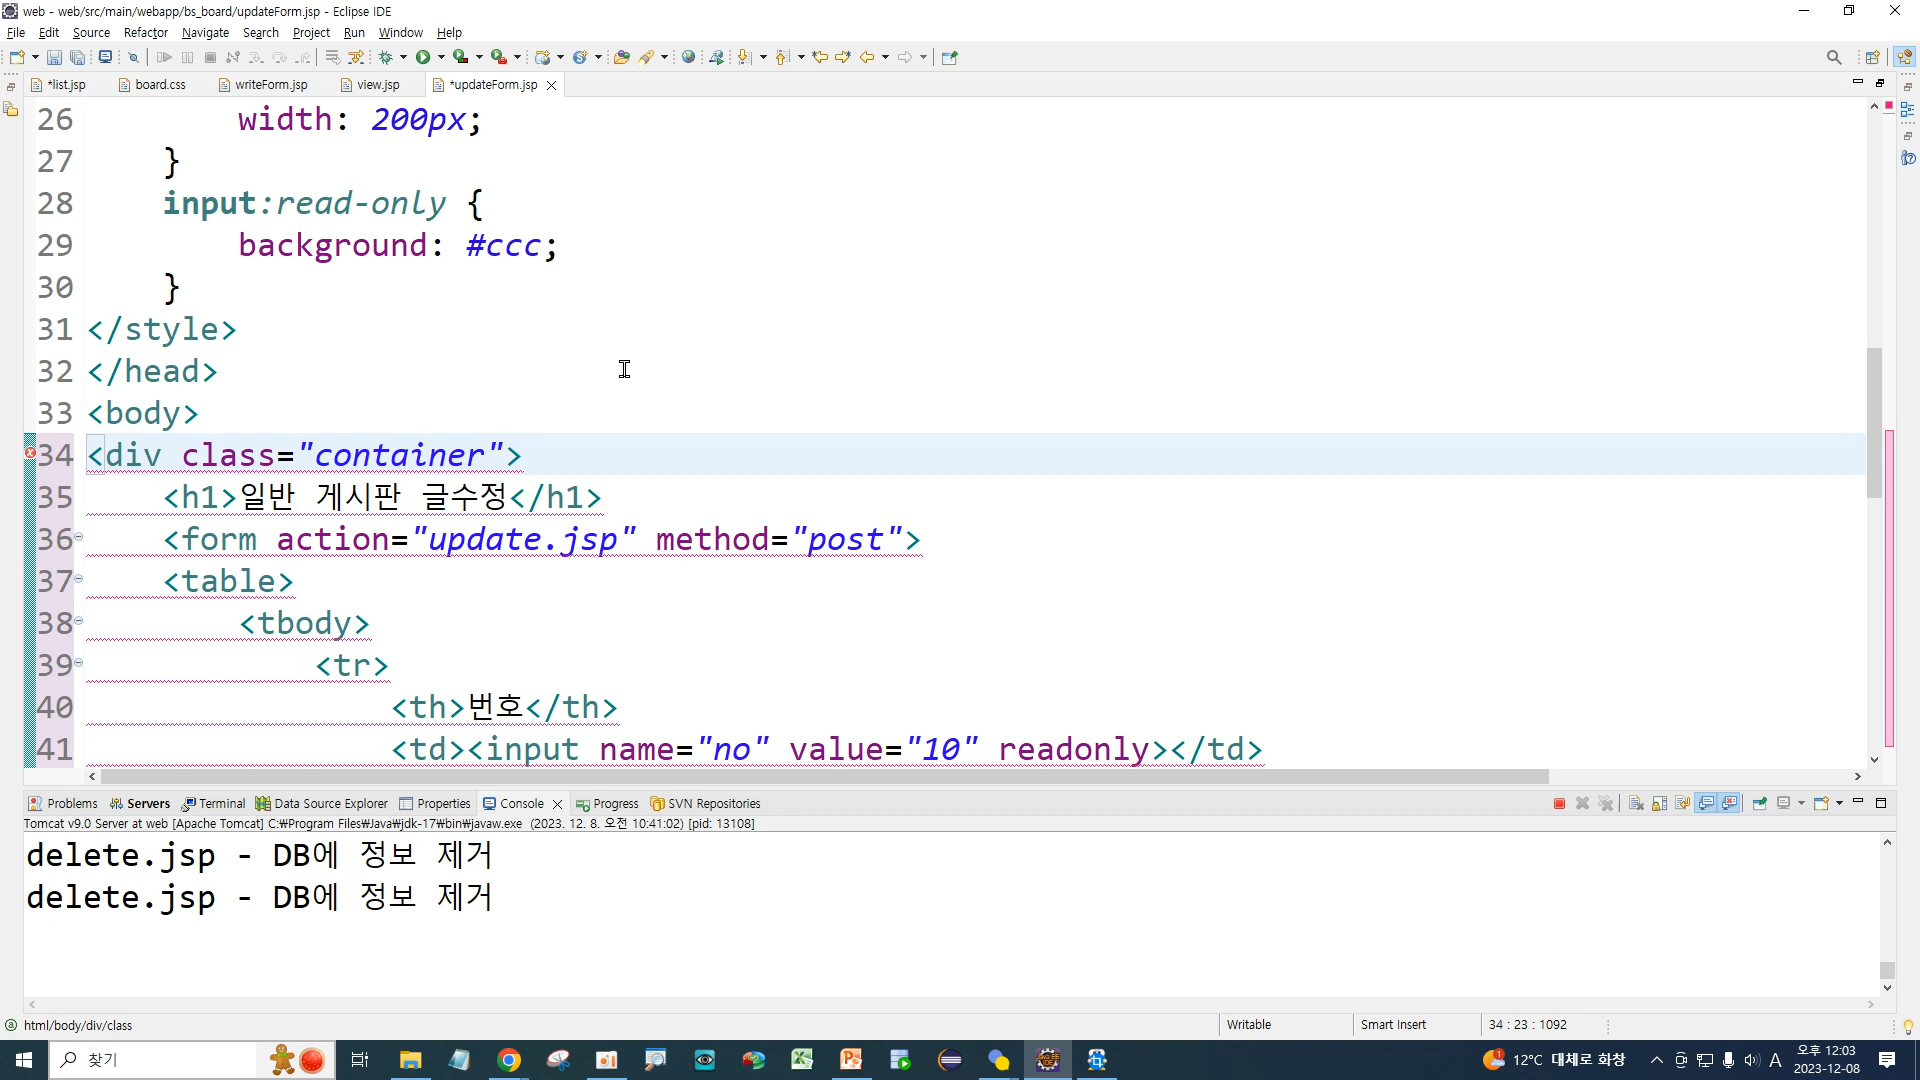 web - web/src/main/webapp/bs_board/updateForm.jsp - Eclipse IDE
File Edit Source Refactor Navigate Search Project Run Window Help
*list.jsp board.css writeForm.jsp view.jsp *updateForm.jsp
26 width: 200px;
27 }
28 input:read-only {
29 background: #ccc;
30 }
31 </style>
32 </head>
33 <body>
34 <div class="container">
35 <h1>일반 게시판 글수정</h1>
36 <form action="update.jsp" method="post">
37 <table>
38 <tbody>
39 <tr>
40 <th>번호</th>
41 <td><input name="no" value="10" readonly></td>
Problems Servers Terminal Data Source Explorer Properties Console Progress SVN Repositories
Tomcat v9.0 Server at web [Apache Tomcat] C:₩Program Files₩Java₩jdk-17₩bin₩javaw.exe (2023. 12. 8. 오전 10:41:02) [pid: 13108]
delete.jsp - DB에 정보 제거
delete.jsp - DB에 정보 제거
html/body/div/class Writable Smart Insert 34 : 23 : 1092
찾기 12°C 대체로 화창 A 오후 12:03
2023-12-08